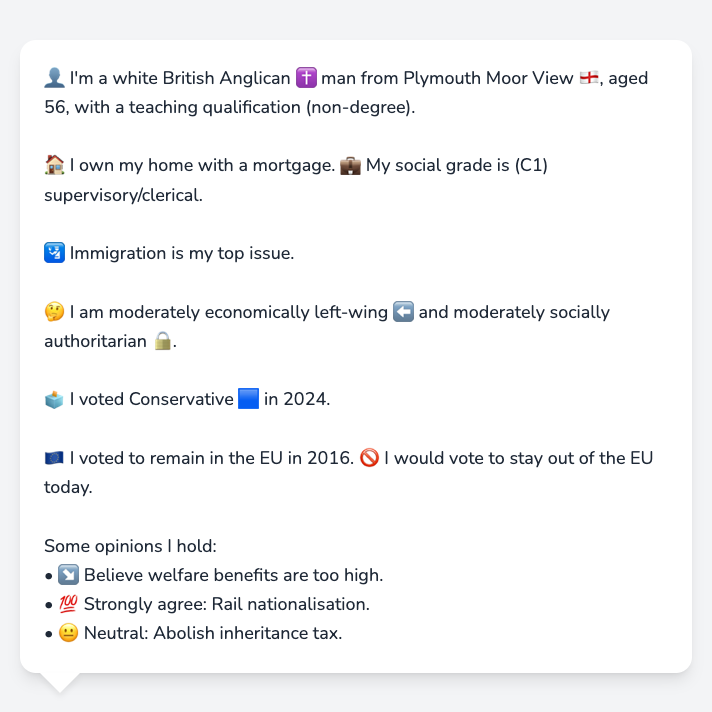 👤 I'm a white British Anglican ✝️ man from Plymouth Moor View 🏴󠁧󠁢󠁥󠁮󠁧󠁿, aged
56, with a teaching qualification (non-degree).
🏠 I own my home with a mortgage. 💼 My social grade is (C1)
supervisory/clerical.
🛂 Immigration is my top issue.
🤔 I am moderately economically left-wing ⬅️ and moderately socially
authoritarian 🔒.
🗳️ I voted Conservative 🟦 in 2024.
🇪🇺 I voted to remain in the EU in 2016. 🚫 I would vote to stay out of the EU
today.
Some opinions I hold:
• ↘️ Believe welfare benefits are too high.
• 💯 Strongly agree: Rail nationalisation.
• 😐 Neutral: Abolish inheritance tax.